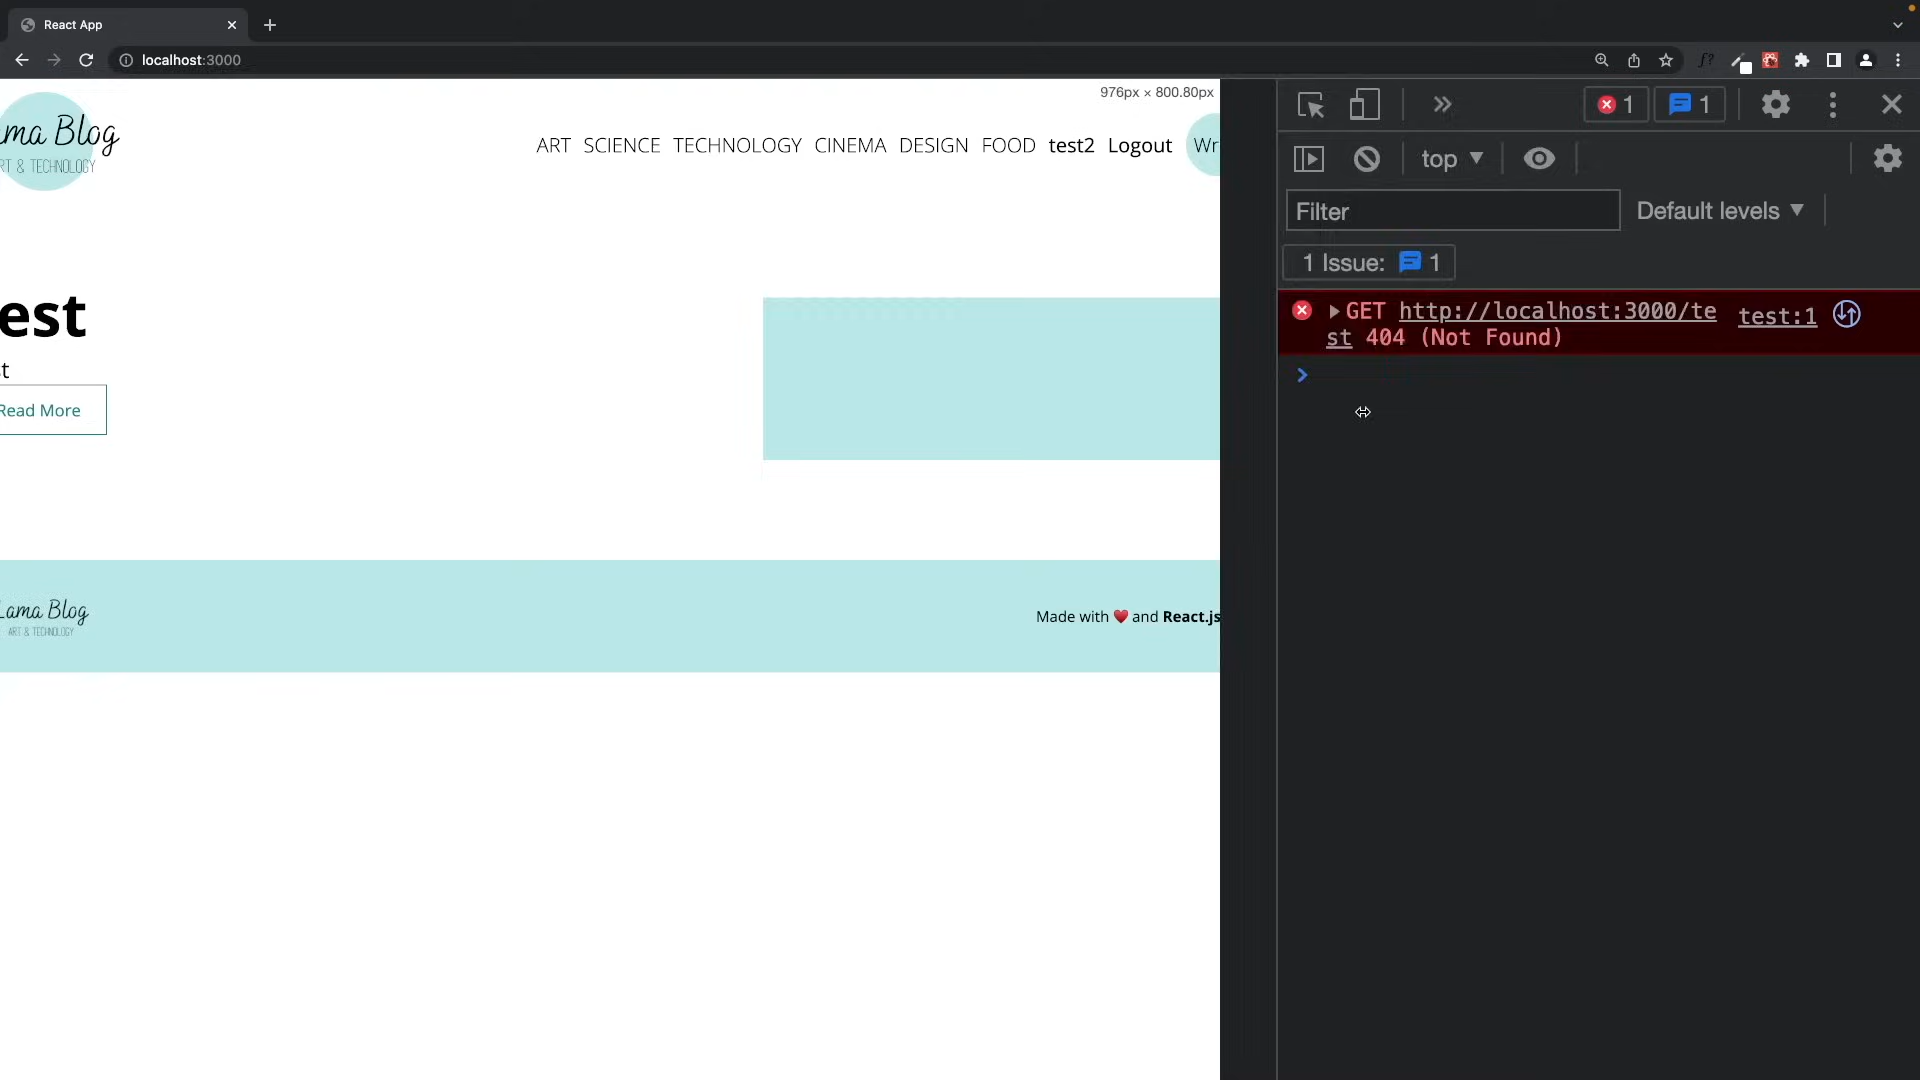 React App
localhost:3000
976px × 800.80px
ma Blog
RT & TECHNOLOGY
ART SCIENCE TECHNOLOGY CINEMA DESIGN FOOD test2 Logout Wr
est
st
Read More
Lama Blog
ART & TECHNOLOGY
Made with ❤️ and React.js
1 1
top
Filter Default levels
1 Issue: 1
GET http://localhost:3000/te test:1
st 404 (Not Found)